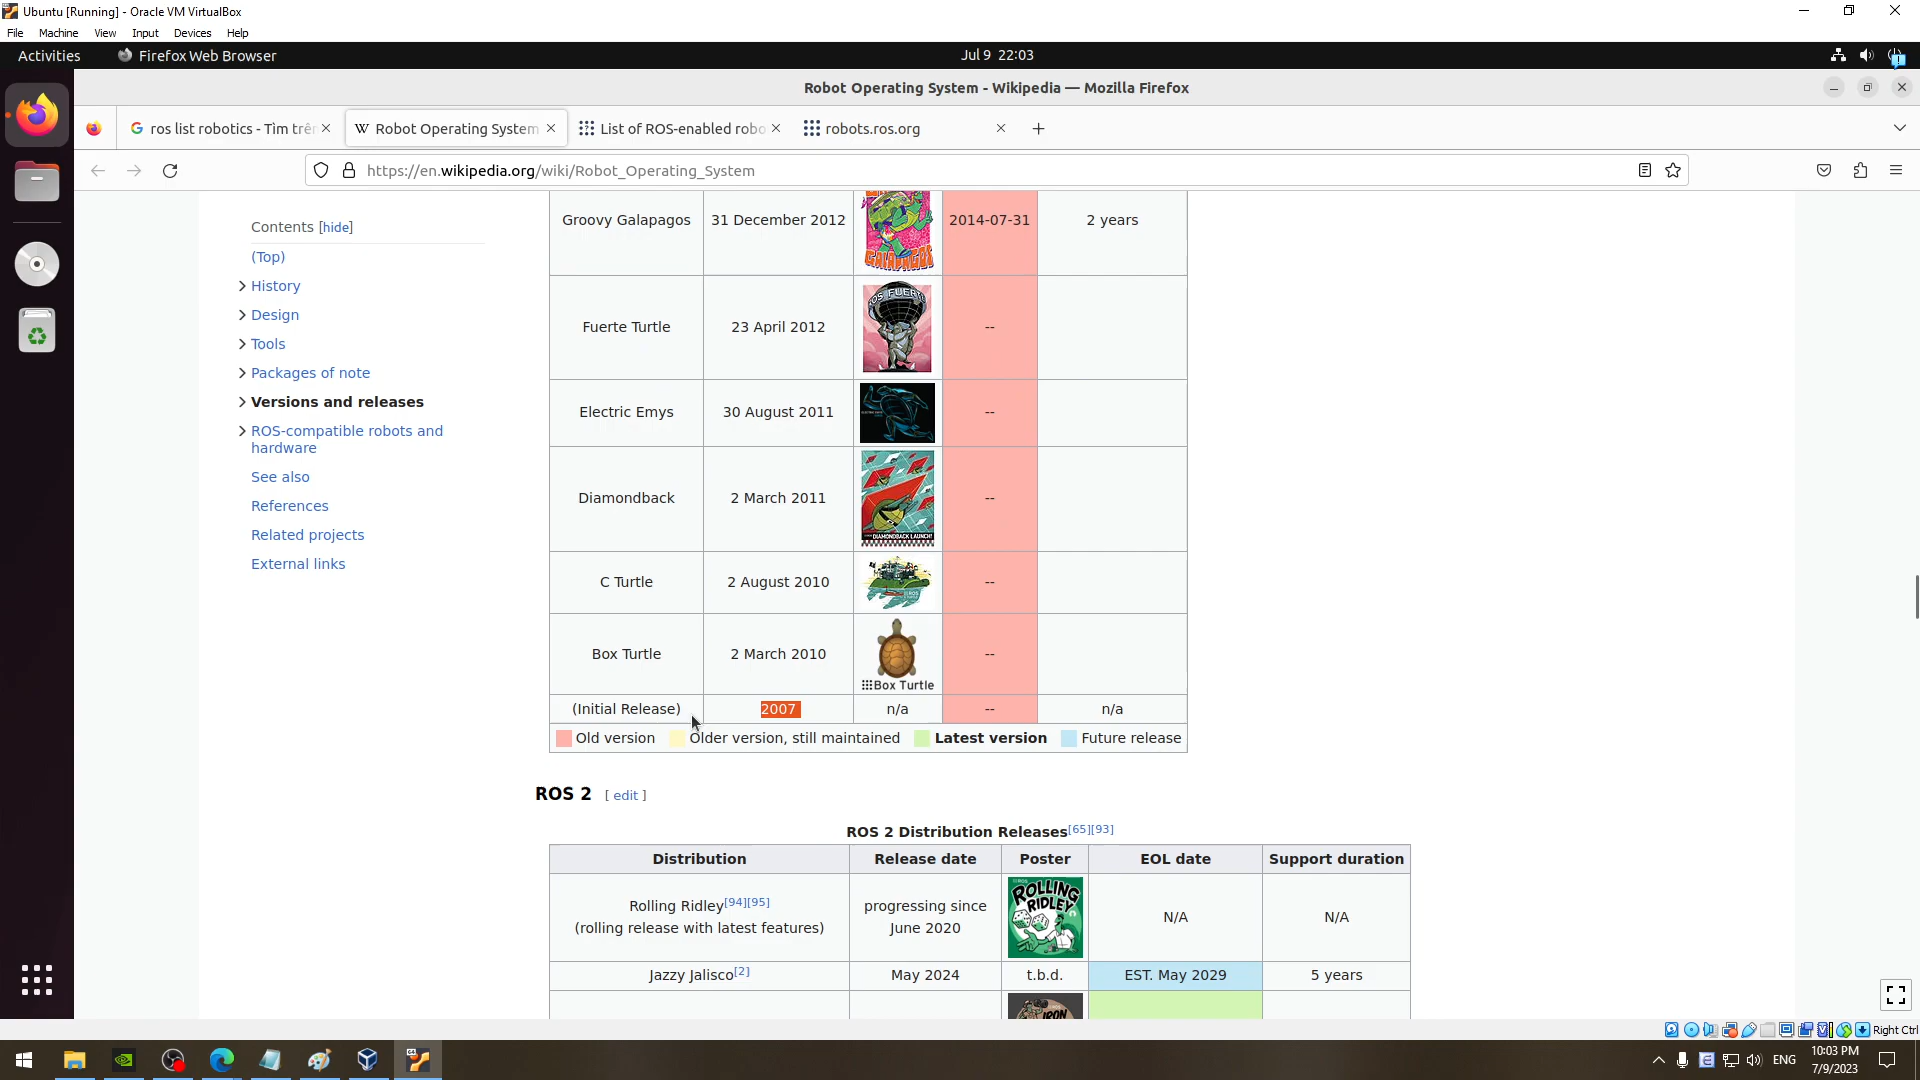 Ubuntu [Running] - Oracle VM VirtualBox
File Machine View Input Devices Help
Activities Firefox Web Browser Jul 9 22:03
Robot Operating System - Wikipedia — Mozilla Firefox
ros list robotics - Tìm trên Robot Operating System List of ROS-enabled robo robots.ros.org
https://en.wikipedia.org/wiki/Robot_Operating_System
Contents [hide]
(Top)
History
Design
Tools
Packages of note
Versions and releases
ROS-compatible robots and
hardware
See also
References
Related projects
External links
Groovy Galapagos 31 December 2012 GALAPAGOS 2014-07-31 2 years
Fuerte Turtle 23 April 2012 ROS FUERTE --
Electric Emys 30 August 2011 --
Diamondback 2 March 2011 DIAMONDBACK LAUNCH! --
C Turtle 2 August 2010 --
Box Turtle 2 March 2010 Box Turtle --
(Initial Release) 2007 n/a -- n/a
Old version Older version, still maintained Latest version Future release
ROS 2 [ edit ]
ROS 2 Distribution Releases[65][93]
Distribution Release date Poster EOL date Support duration
Rolling Ridley[94][95]
(rolling release with latest features) progressing since
June 2020 ROLLING RIDLEY N/A N/A
Jazzy Jalisco[2] May 2024 t.b.d. EST. May 2029 5 years
IRON
Right Ctrl
ENG 10:03 PM
7/9/2023